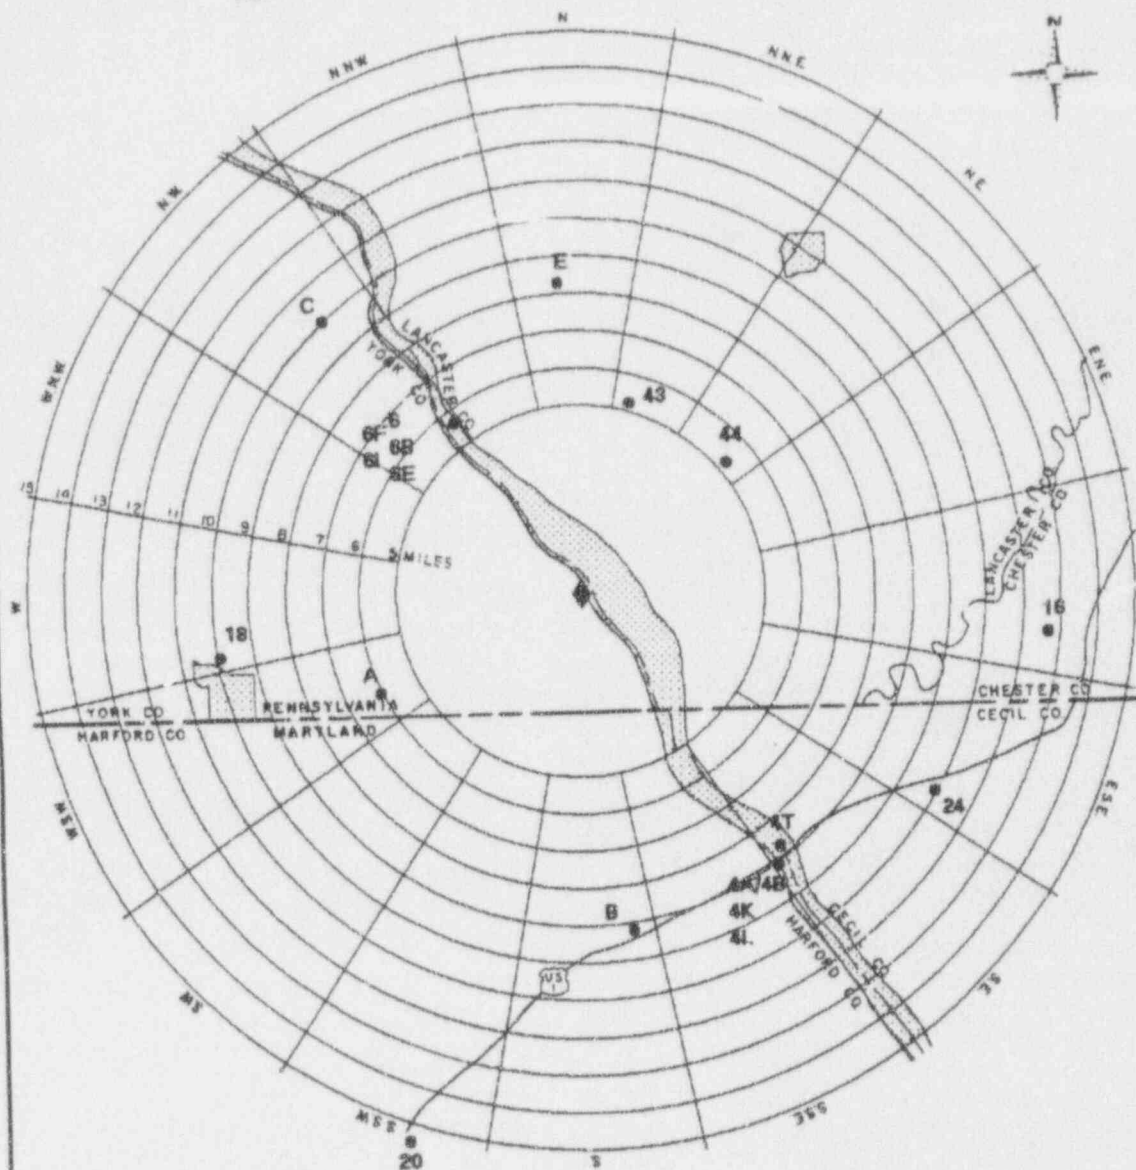 N
N
NNW
NNE
NW
NE
E
C
LANCASTER CO
YORK CO
WNW
ENE
43
6F 6
44
6I 6B
6E
15 14 13 12 11 10 9 8 7 6 5 MILES
LANCASTER CO
CHESTER CO
W
16
18
A
YORK CO PENNSYLVANIA
HARFORD CO MARYLAND
CHESTER CO
CECIL CO
24
ESE
WSW
4T
4A/4B
4K
4L
B
CECIL CO
HARFORD CO
US
1
SE
SW
SSW
SSE
20
S